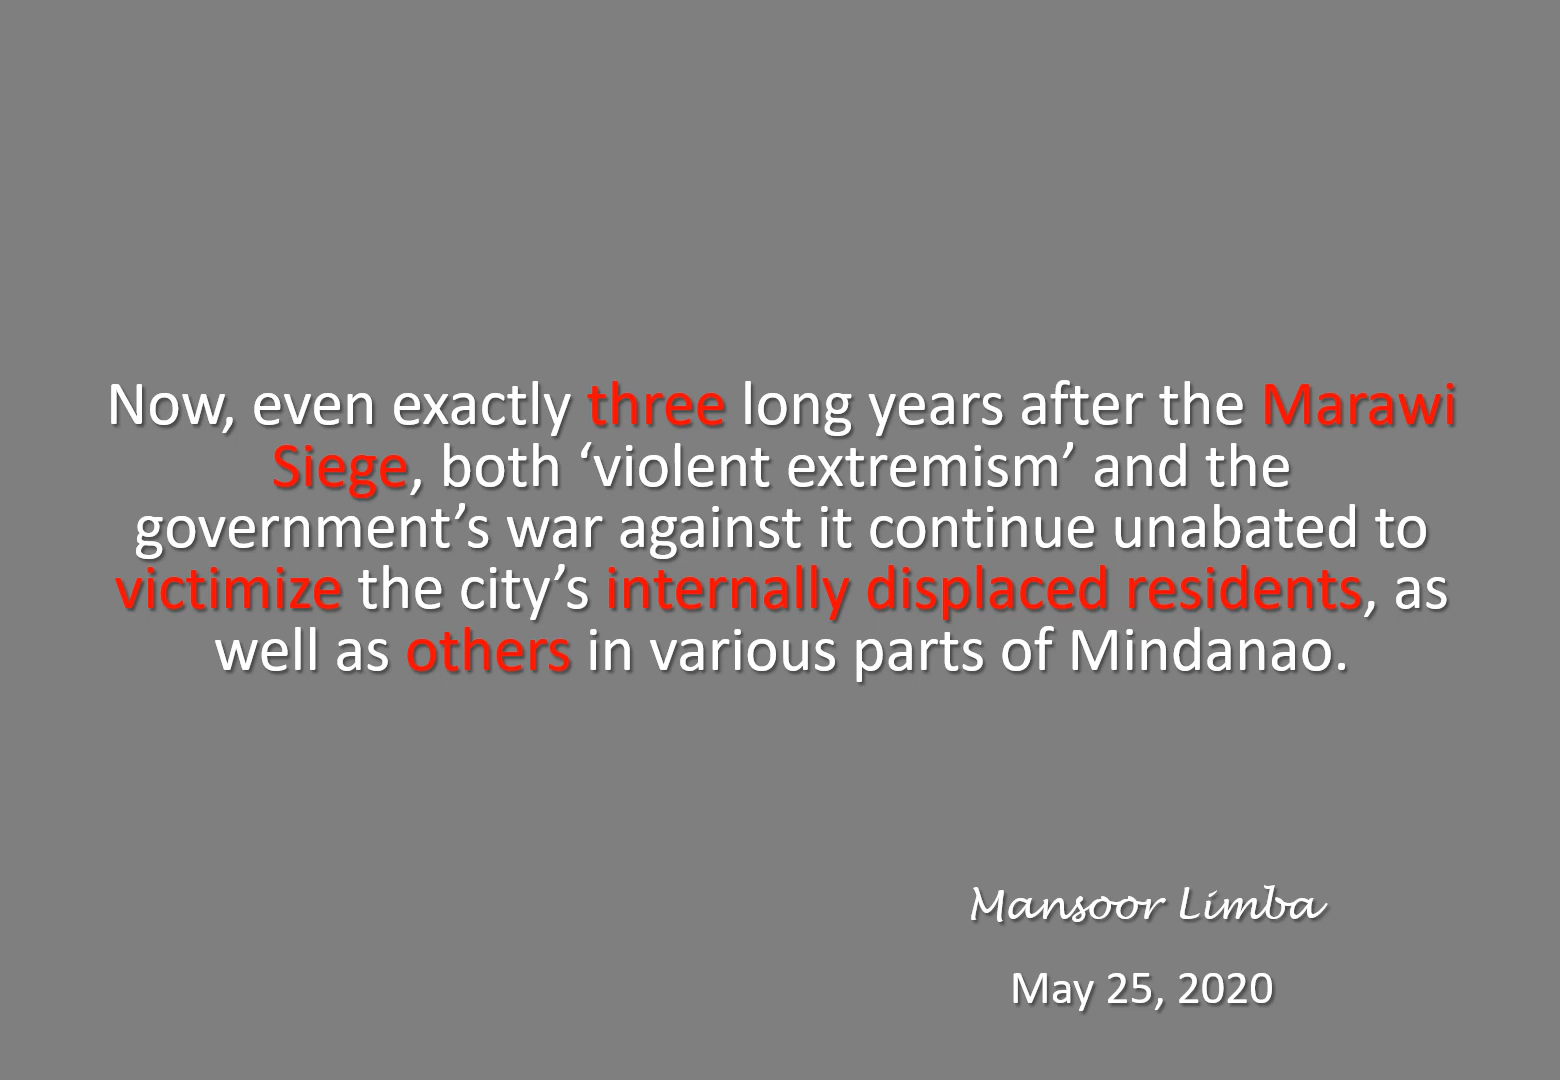 Now, even exactly three long years after the Marawi
Siege, both ‘violent extremism’ and the
government’s war against it continue unabated to
victimize the city’s internally displaced residents, as
well as others in various parts of Mindanao.
Mansoor Limba
May 25, 2020